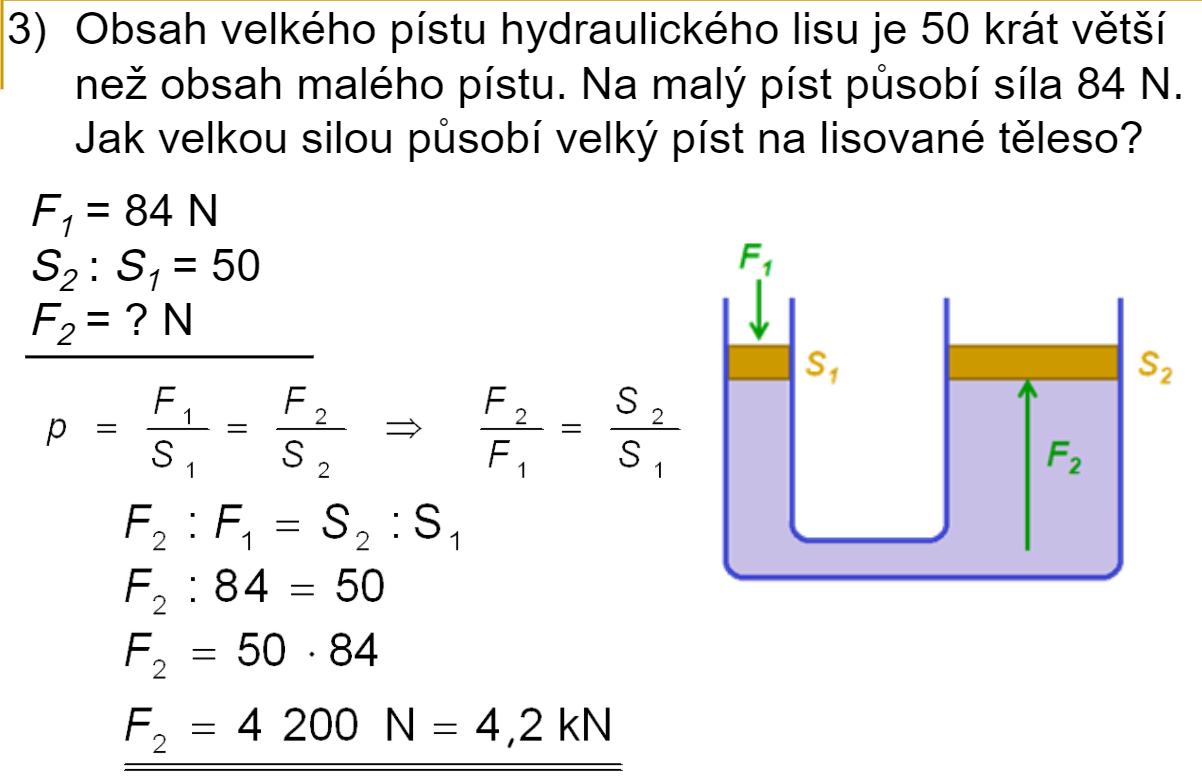 3) Obsah velkého pístu hydraulického lisu je 50 krát větší
než obsah malého pístu. Na malý píst působí síla 84 N.
Jak velkou silou působí velký píst na lisované těleso?
F₁ = 84 N
S₂ : S₁ = 50
F₂ = ? N
p = F₁/S₁ = F₂/S₂ ⇒ F₂/F₁ = S₂/S₁
F₂ : F₁ = S₂ : S₁
F₂ : 84 = 50
F₂ = 50 · 84
F₂ = 4 200 N = 4,2 kN
F₁
S₁
S₂
F₂